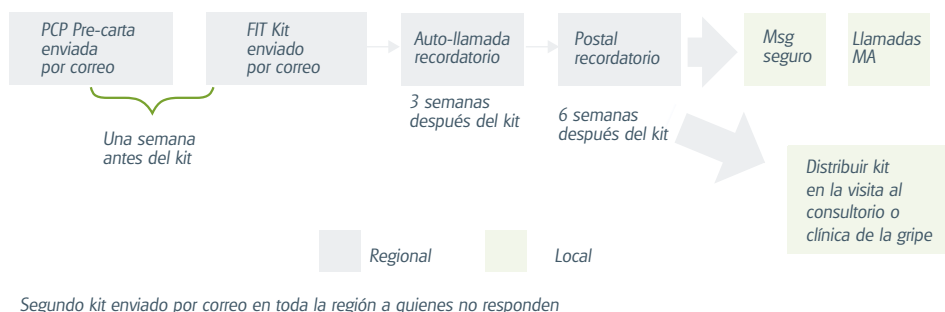 PCP Pre-carta
enviada
por correo
FIT Kit
enviado
por correo
Auto-llamada
recordatorio
Postal
recordatorio
Msg
seguro
Llamadas
MA
Una semana
antes del kit
3 semanas
después del kit
6 semanas
después del kit
Distribuir kit
en la visita al
consultorio o
clínica de la gripe
Regional
Local
Segundo kit enviado por correo en toda la región a quienes no responden